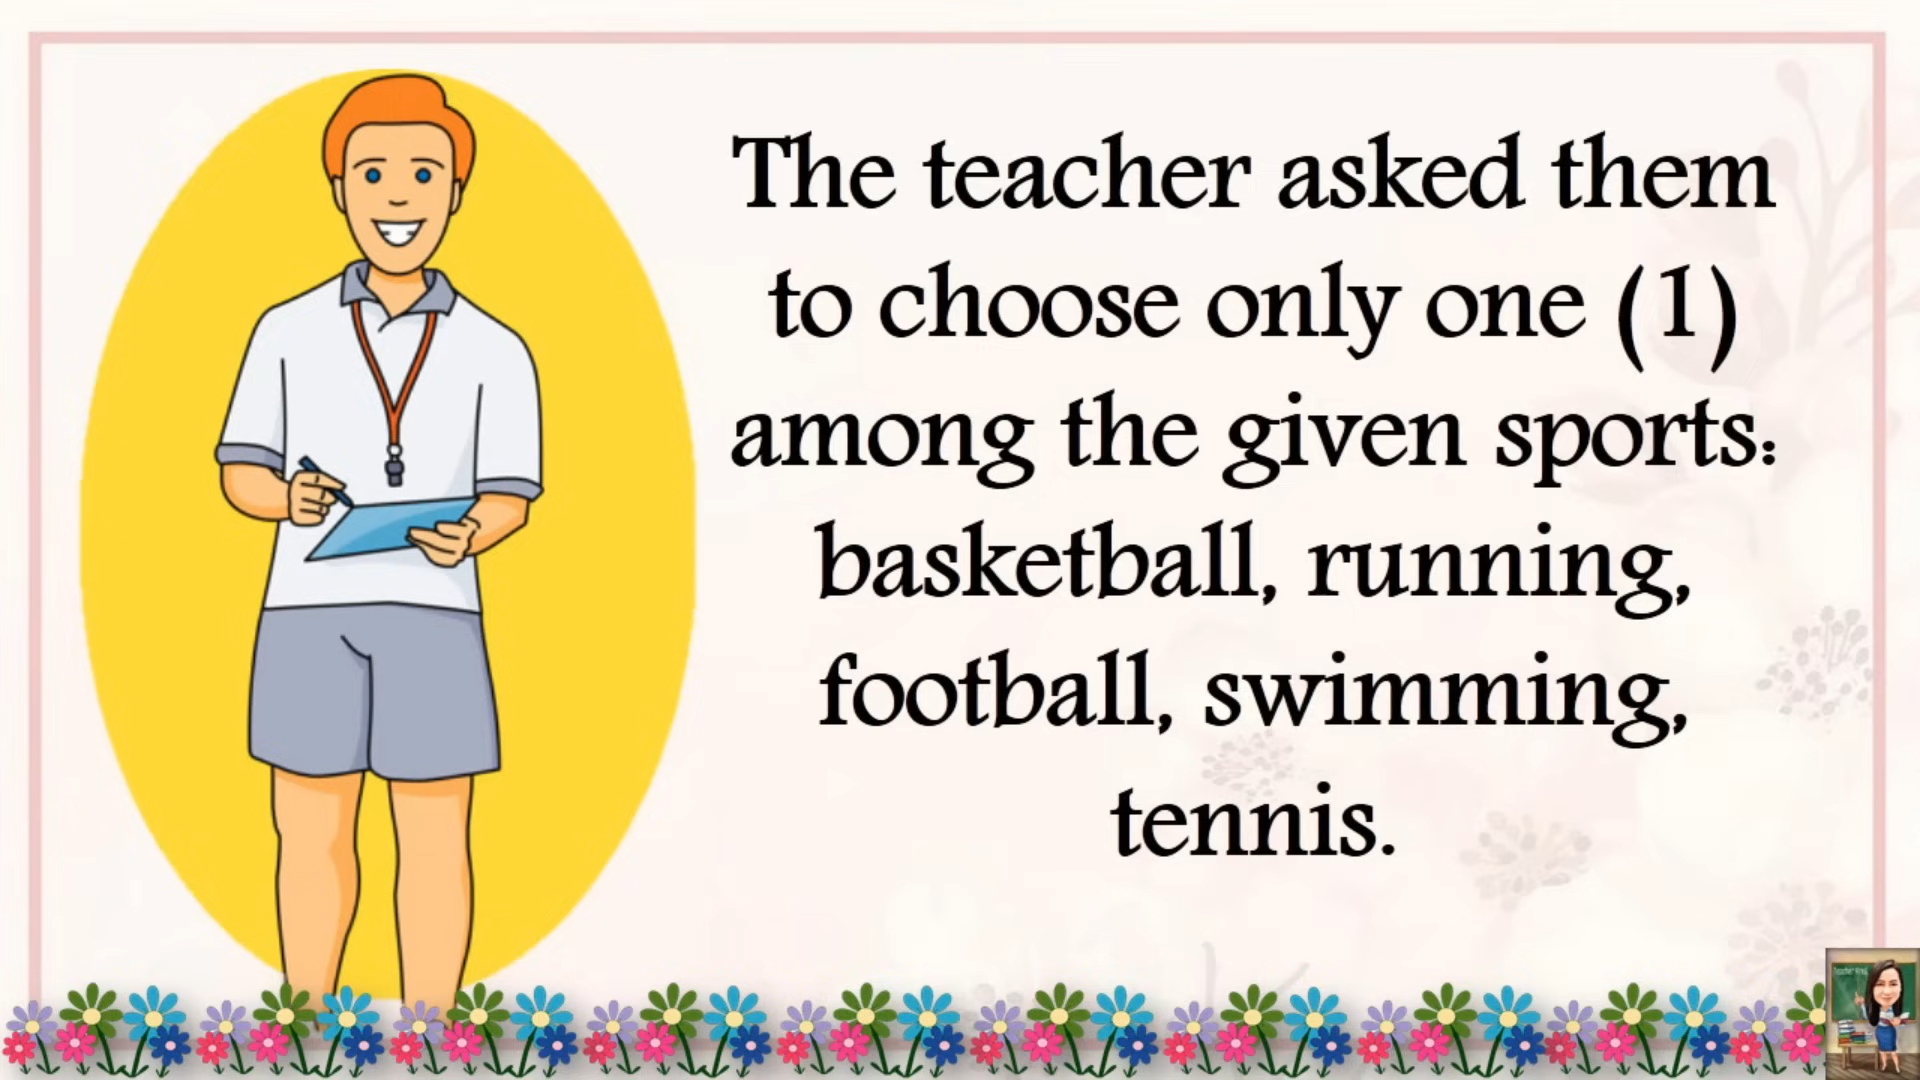 The teacher asked them
to choose only one (1)
among the given sports:
basketball, running,
football, swimming,
tennis.